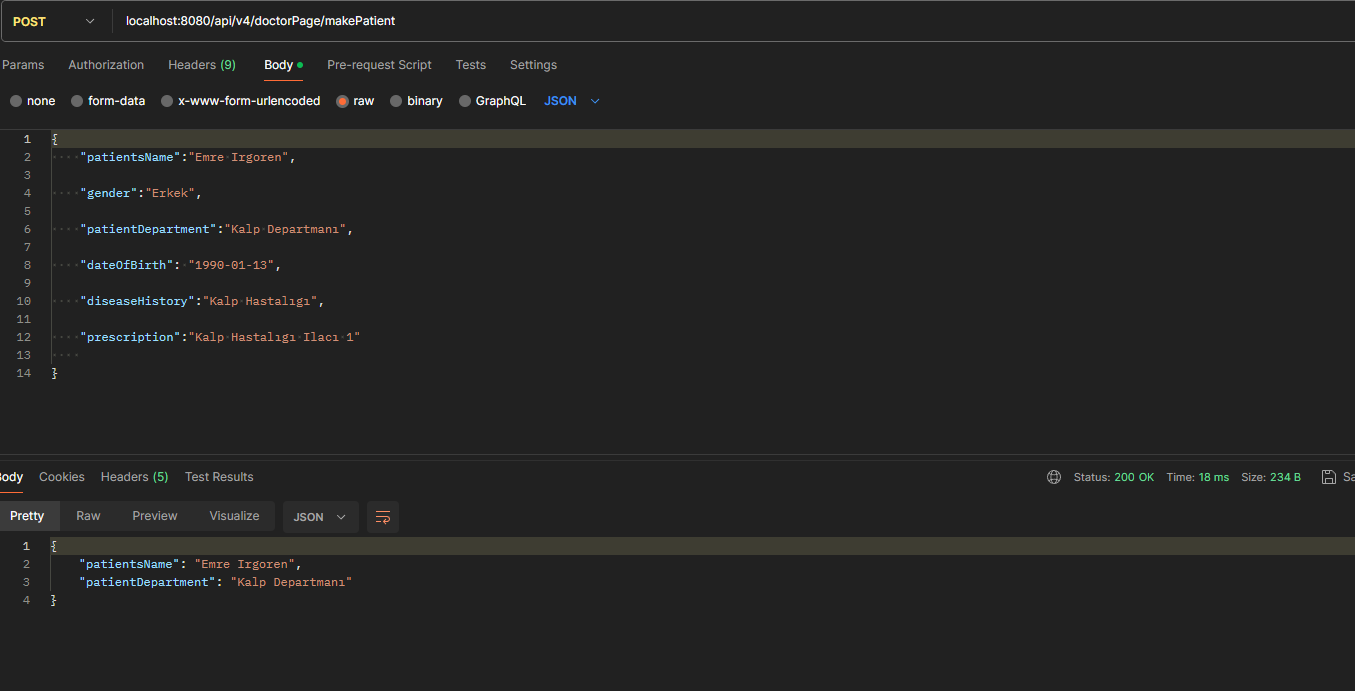 POST localhost:8080/api/v4/doctorPage/makePatient
Params Authorization Headers (9) Body Pre-request Script Tests Settings
none form-data x-www-form-urlencoded raw binary GraphQL JSON
1 {
2 "patientsName":"Emre Irgoren",
3
4 "gender":"Erkek",
5
6 "patientDepartment":"Kalp Departmanı",
7
8 "dateOfBirth": "1990-01-13",
9
10 "diseaseHistory":"Kalp Hastalıgı",
11
12 "prescription":"Kalp Hastalıgı Ilacı 1"
13
14 }
Body Cookies Headers (5) Test Results Status: 200 OK Time: 18 ms Size: 234 B Sa
Pretty Raw Preview Visualize JSON
1 {
2 "patientsName": "Emre Irgoren",
3 "patientDepartment": "Kalp Departmanı"
4 }